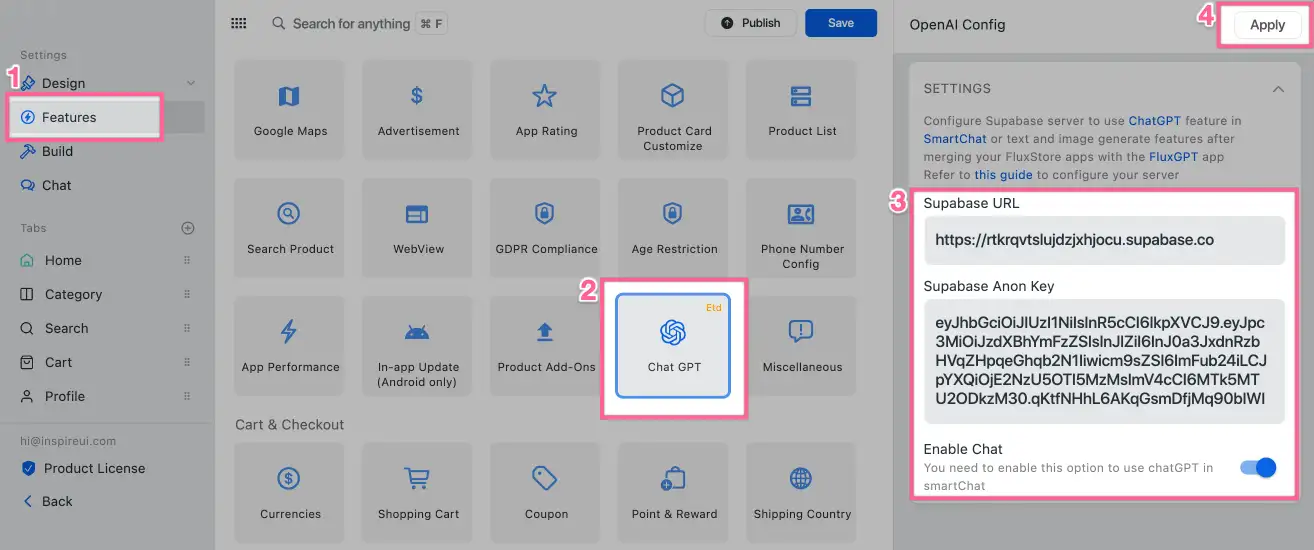 Settings
1
Design
Features
Build
Chat
Tabs
Home
Category
Search
Cart
Profile
hi@inspireui.com
Product License
Back
Search for anything ⌘ F
Publish
Save
Google Maps
Advertisement
App Rating
Product Card
Customize
Product List
Search Product
WebView
GDPR Compliance
Age Restriction
Phone Number
Config
2
App Performance
In-app Update
(Android only)
Product Add-Ons
Etd
Chat GPT
Miscellaneous
Cart & Checkout
Currencies
Shopping Cart
Coupon
Point & Reward
Shipping Country
OpenAI Config
4
Apply
SETTINGS
Configure Supabase server to use ChatGPT feature in
SmartChat or text and image generate features after
merging your FluxStore apps with the FluxGPT app
Refer to this guide to configure your server
3
Supabase URL
https://rtkrqvtslujdzjxhjocu.supabase.co
Supabase Anon Key
eyJhbGciOiJIUzI1NiIsInR5cCI6IkpXVCJ9.eyJpc
3MiOiJzdXBhYmFzZSIsInJlZiI6InJ0a3JxdnRzb
HVqZHpqeGhqb2N1Iiwicm9sZSI6ImFub24iLCJ
pYXQiOjE2NzU5OTI5MzMsImV4cCI6MTk5MT
U2ODkzM30.qKtfNHhL6AKqGsmDfjMq90bIWI
Enable Chat
You need to enable this option to use chatGPT in
smartChat